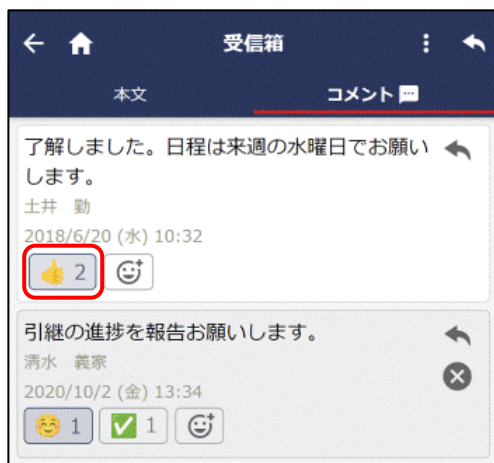 受信箱
本文
コメント
了解しました。日程は来週の水曜日でお願い
します。
土井 勤
2018/6/20 (水) 10:32
👍 2
引継の進捗を報告お願いします。
清水 義家
2020/10/2 (金) 13:34
☺️ 1 ✅ 1